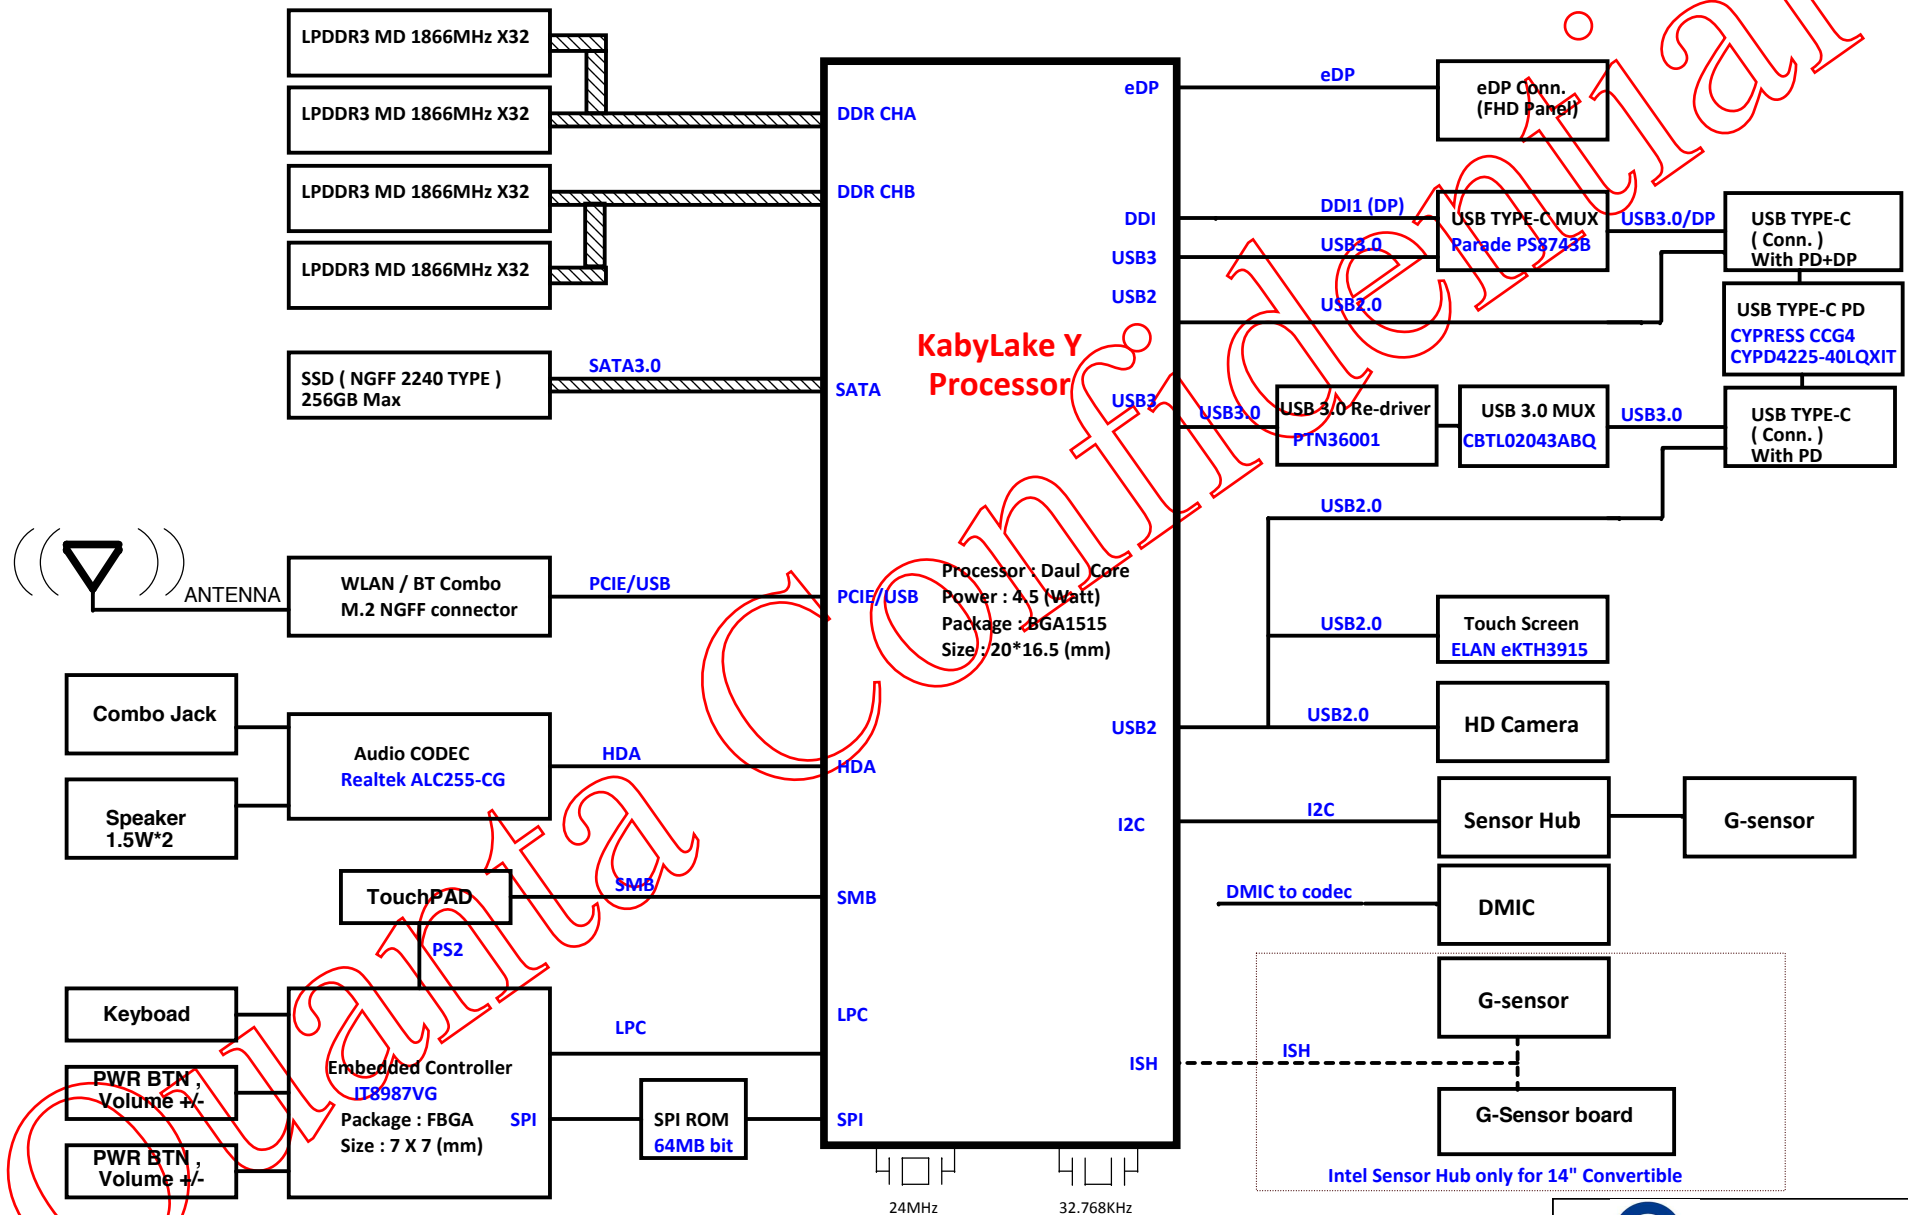 LPDDR3 MD 1866MHz X32
LPDDR3 MD 1866MHz X32
LPDDR3 MD 1866MHz X32
LPDDR3 MD 1866MHz X32
SSD ( NGFF 2240 TYPE )
256GB Max
SATA3.0
ANTENNA
WLAN / BT Combo
M.2 NGFF connector
PCIE/USB
Combo Jack
Speaker
1.5W*2
Audio CODEC
Realtek ALC255-CG
HDA
TouchPAD
SMB
PS2
Keyboad
PWR BTN ,
Volume +/-
PWR BTN ,
Volume +/-
Embedded Controller
IT8987VG
Package : FBGA
Size : 7 X 7 (mm)
SPI
LPC
SPI ROM
64MB bit
DDR CHA
DDR CHB
SATA
PCIE/USB
HDA
SMB
LPC
SPI
KabyLake Y
Processor
Processor : Daul Core
Power : 4.5 (Watt)
Package : BGA1515
Size : 20*16.5 (mm)
eDP
DDI
USB3
USB2
USB3
USB2
I2C
ISH
24MHz
32.768KHz
eDP
eDP Conn.
(FHD Panel)
DDI1 (DP)
USB3.0
USB TYPE-C MUX
Parade PS8743B
USB3.0/DP
USB TYPE-C
( Conn. )
With PD+DP
USB2.0
USB TYPE-C PD
CYPRESS CCG4
CYPD4225-40LQXIT
USB3.0
USB 3.0 Re-driver
PTN36001
USB 3.0 MUX
CBTL02043ABQ
USB3.0
USB TYPE-C
( Conn. )
With PD
USB2.0
USB2.0
Touch Screen
ELAN eKTH3915
USB2.0
HD Camera
I2C
Sensor Hub
G-sensor
DMIC to codec
DMIC
G-sensor
ISH
G-Sensor board
Intel Sensor Hub only for 14" Convertible
Quanta Confidential